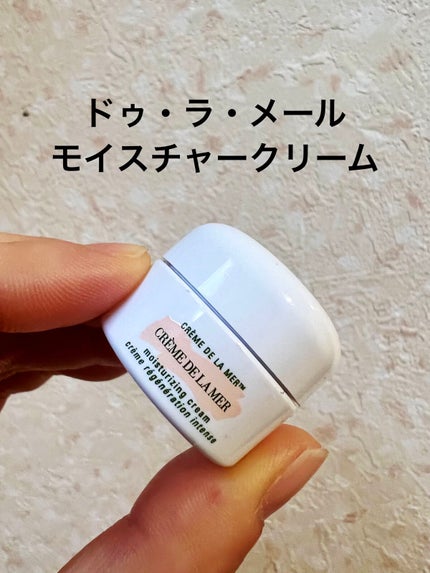 ドゥ・ラ・メール
モイスチャークリーム
CRÈME DE LA MER™
CRÈME DE LA MER
moisturizing cream
crème régénération intense